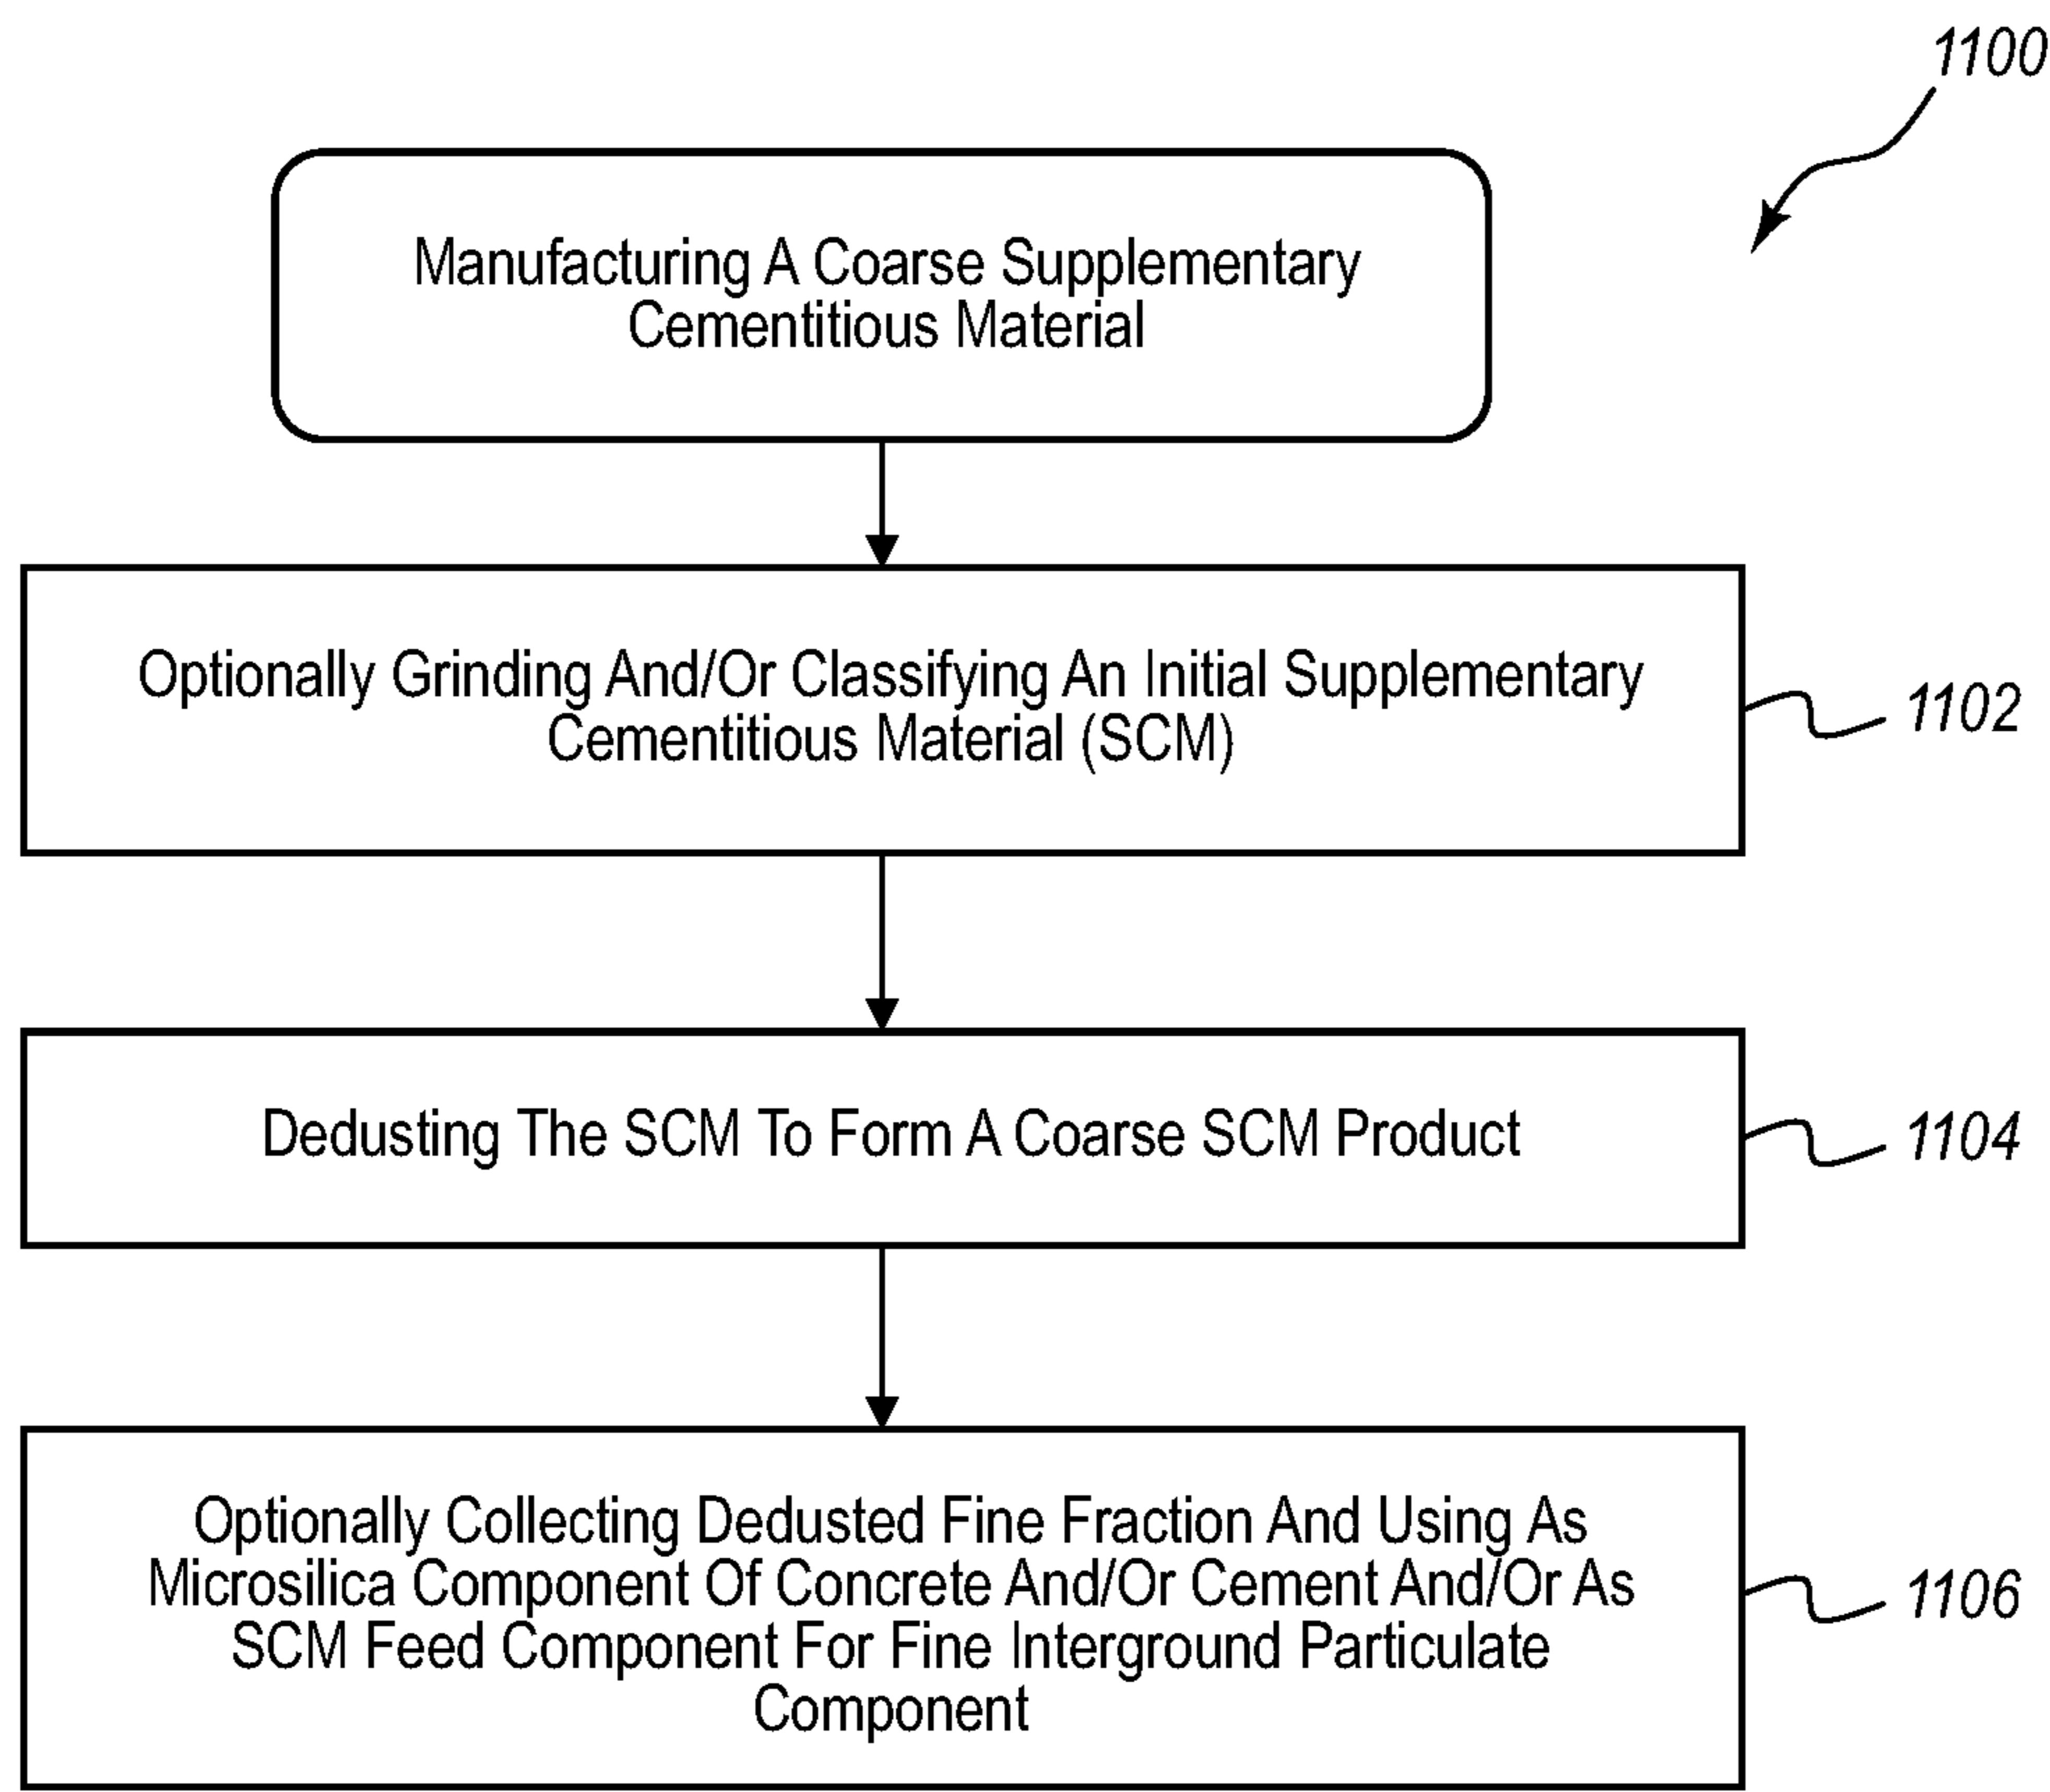 1100
Manufacturing A Coarse Supplementary
Cementitious Material
Optionally Grinding And/Or Classifying An Initial Supplementary
Cementitious Material (SCM)
1102
Dedusting The SCM To Form A Coarse SCM Product
1104
Optionally Collecting Dedusted Fine Fraction And Using As
Microsilica Component Of Concrete And/Or Cement And/Or As
SCM Feed Component For Fine Interground Particulate
Component
1106